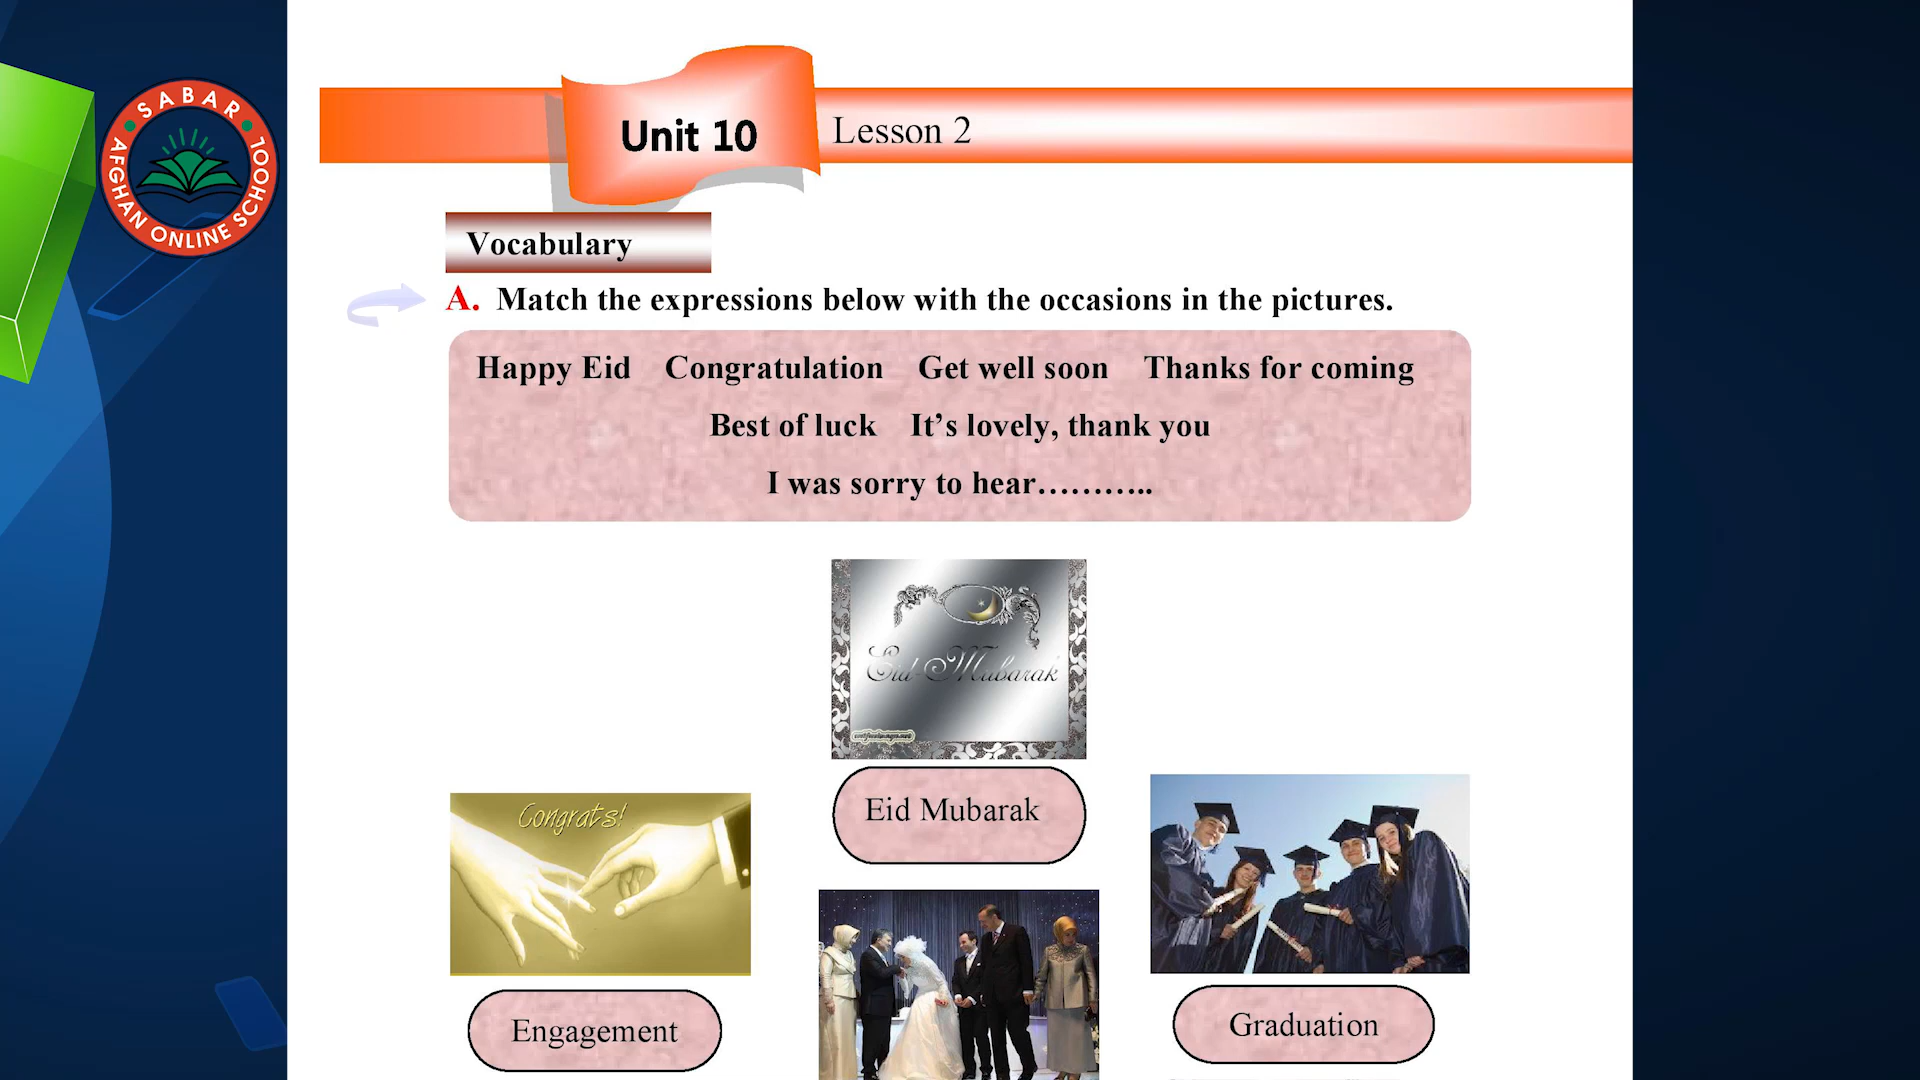 SABAR
AFGHAN ONLINE SCHOOL
Unit 10
Lesson 2
Vocabulary
A. Match the expressions below with the occasions in the pictures.
Happy Eid Congratulation Get well soon Thanks for coming
Best of luck It’s lovely, thank you
I was sorry to hear………..
Eid-Mubarak
Eid Mubarak
Congrats!
Engagement
Graduation